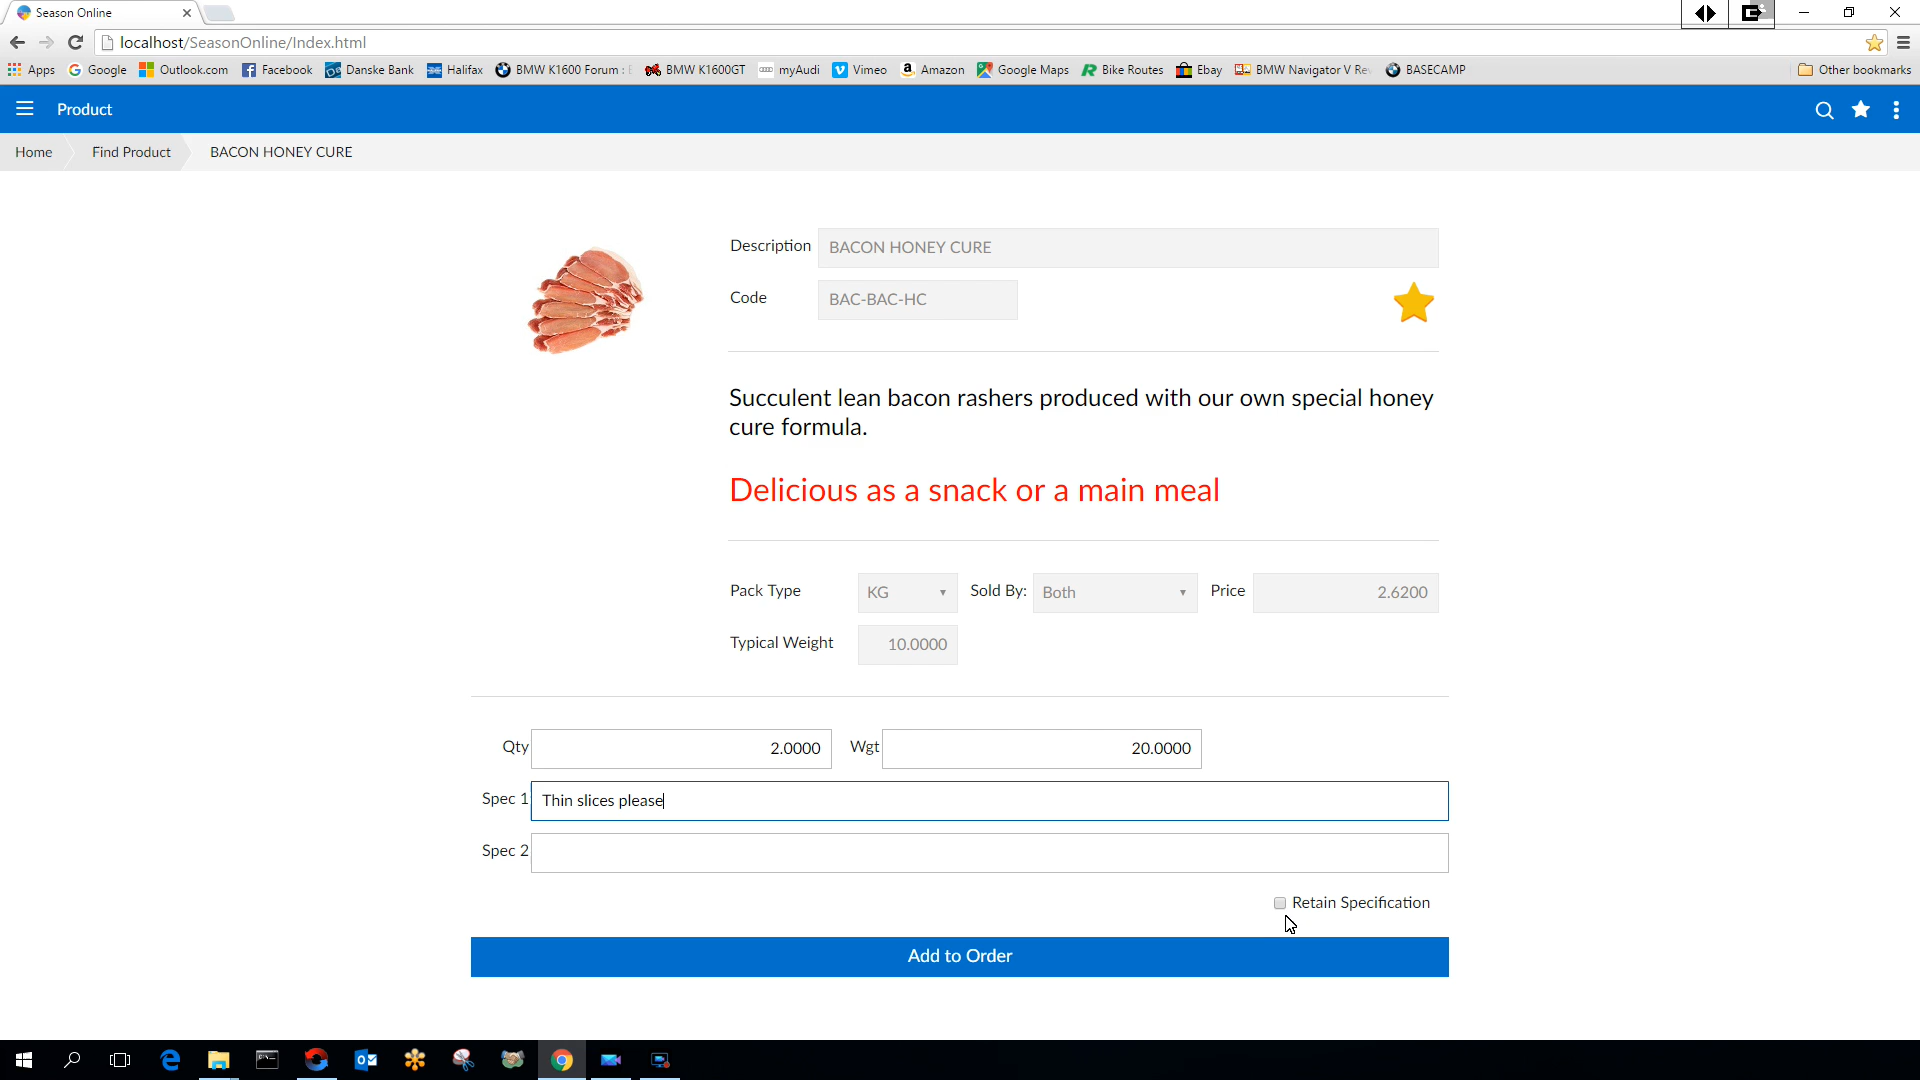 Season Online
localhost/SeasonOnline/Index.html
Apps Google Outlook.com Facebook Danske Bank Halifax BMW K1600 Forum : BMW K1600GT myAudi Vimeo Amazon Google Maps Bike Routes Ebay BMW Navigator V Re BASECAMP Other bookmarks
Product
Home Find Product BACON HONEY CURE
Description BACON HONEY CURE
Code BAC-BAC-HC
Succulent lean bacon rashers produced with our own special honey
cure formula.
Delicious as a snack or a main meal
Pack Type KG Sold By: Both Price 2.6200
Typical Weight 10.0000
Qty 2.0000 Wgt 20.0000
Spec 1 Thin slices please
Spec 2
Retain Specification
Add to Order